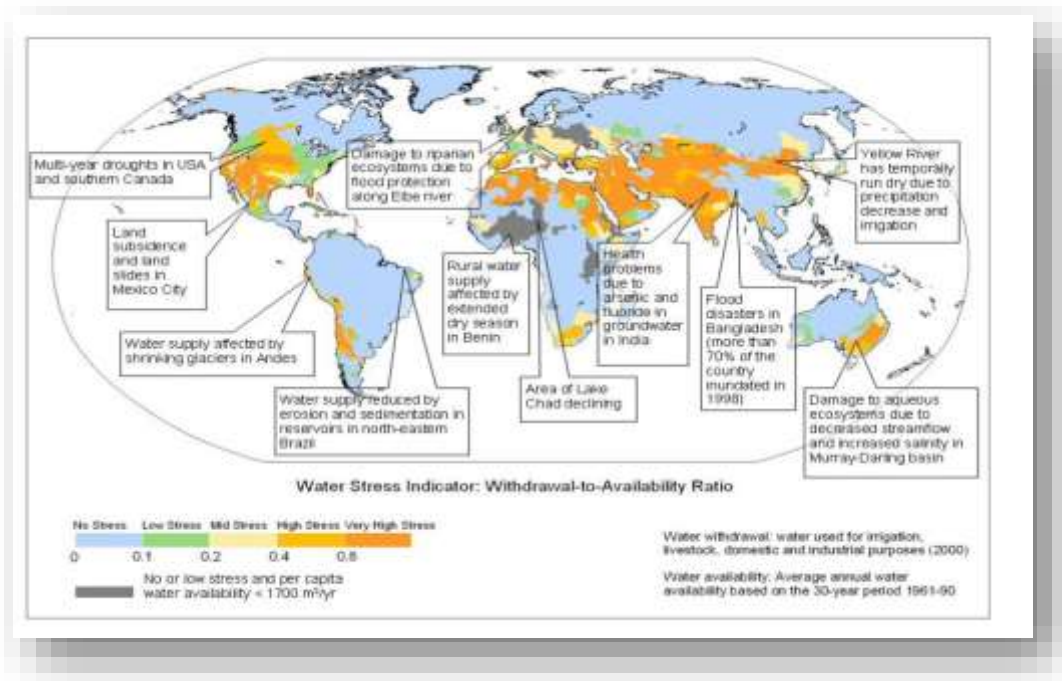 Multi-year droughts in USA
and southern Canada
Damage to riparian
ecosystems due to
flood protection
along Elbe river
Yellow River
has temporally
run dry due to
precipitation
decrease and
irrigation
Land
subsidence
and land
slides in
Mexico City
Rural water
supply
affected by
extended
dry season
in Benin
Health
problems
due to
arsenic and
fluoride in
groundwater
in India
Flood
disasters in
Bangladesh
(more than
70% of the
country
inundated in
1998)
Water supply affected by
shrinking glaciers in Andes
Area of Lake
Chad declining
Water supply reduced by
erosion and sedimentation in
reservoirs in north-eastern
Brazil
Damage to aqueous
ecosystems due to
decreased streamflow
and increased salinity in
Murray-Darling basin
Water Stress Indicator: Withdrawal-to-Availability Ratio
No Stress Low Stress Mid Stress High Stress Very High Stress
0 0.1 0.2 0.4 0.8
No or low stress and per capita
water availability < 1700 m³/yr
Water withdrawal: water used for irrigation,
livestock, domestic and industrial purposes (2000)
Water availability: Average annual water
availability based on the 30-year period 1961-90